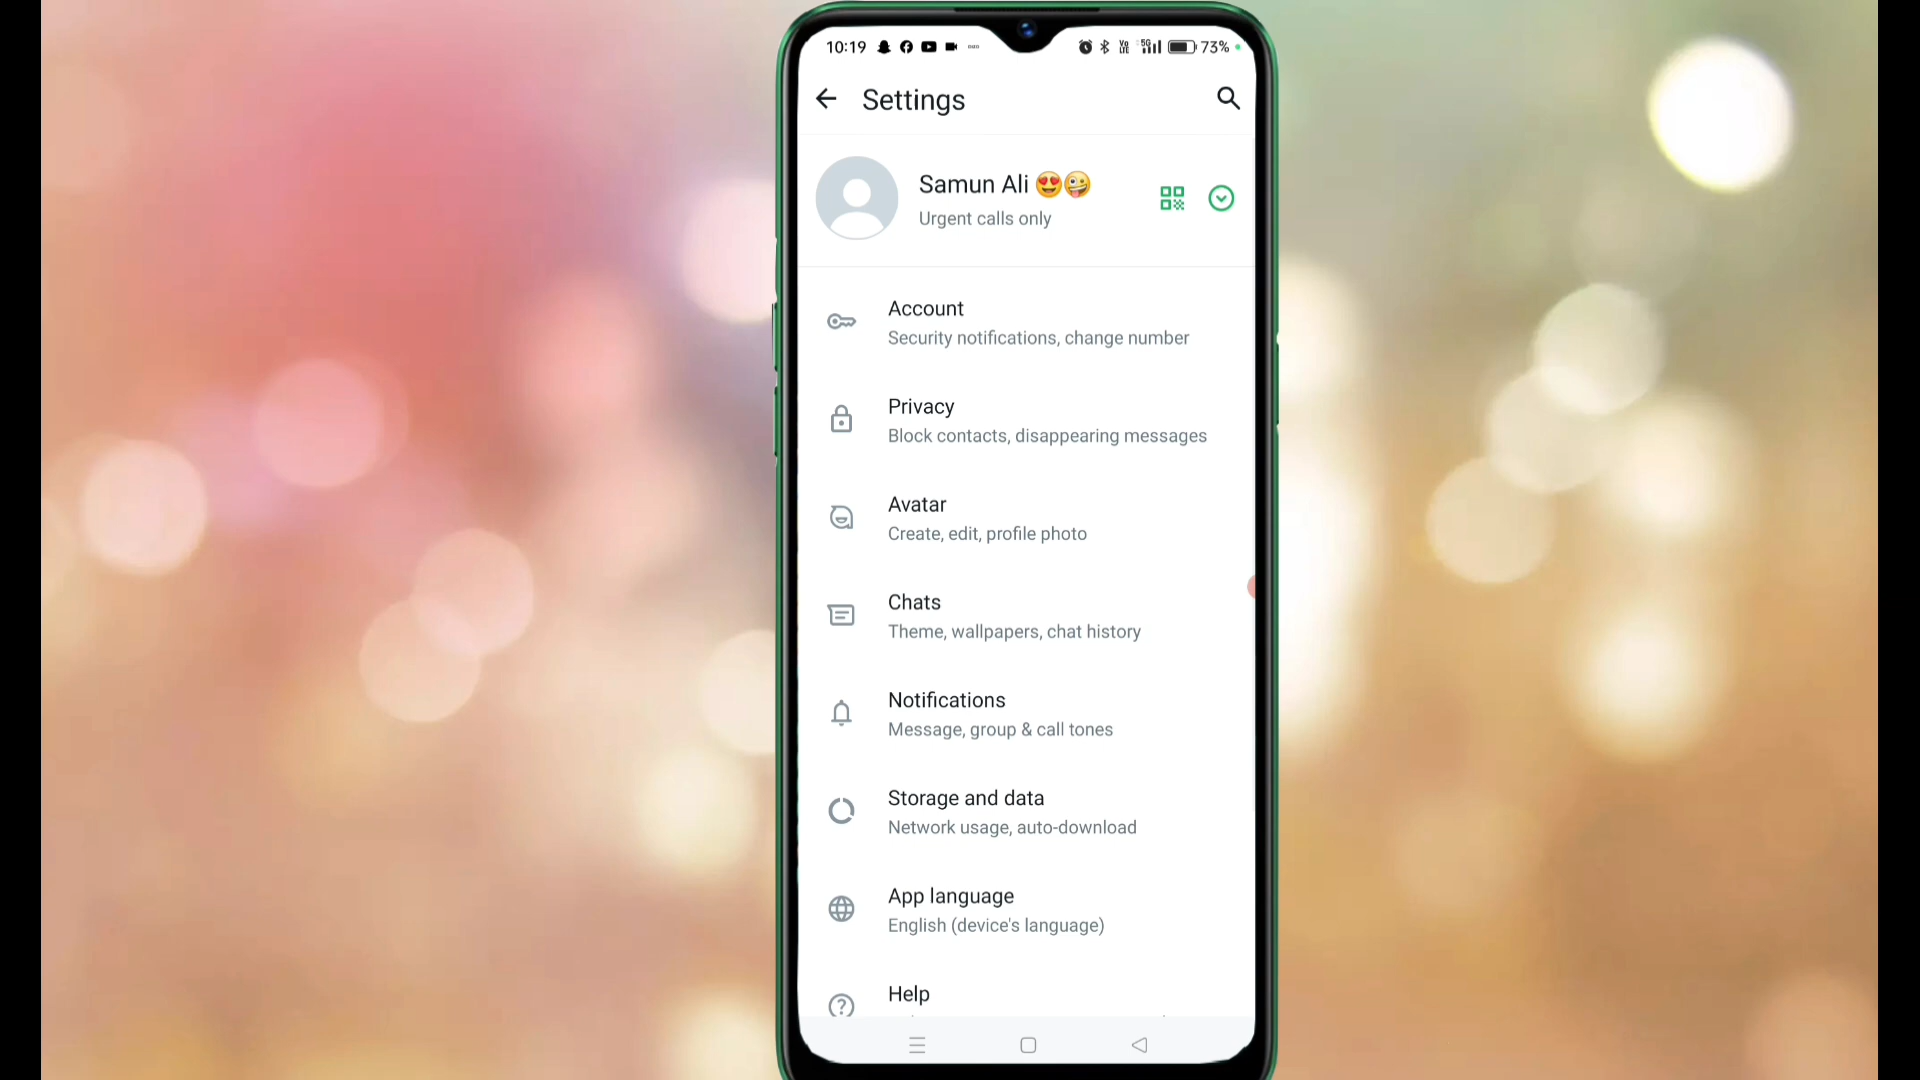 10:19
5G
73%
Settings
Samun Ali 😍🤪
Urgent calls only
Account
Security notifications, change number
Privacy
Block contacts, disappearing messages
Avatar
Create, edit, profile photo
Chats
Theme, wallpapers, chat history
Notifications
Message, group & call tones
Storage and data
Network usage, auto-download
App language
English (device's language)
Help